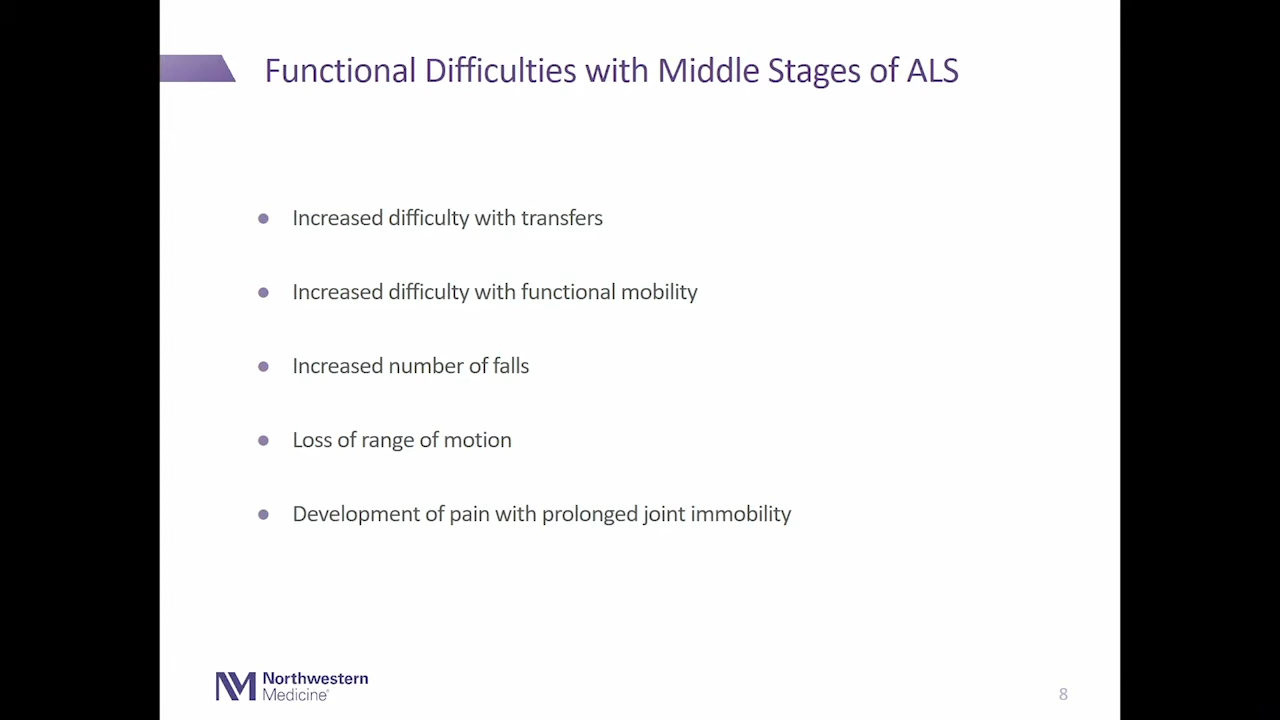 Functional Difficulties with Middle Stages of ALS
● Increased difficulty with transfers
● Increased difficulty with functional mobility
● Increased number of falls
● Loss of range of motion
● Development of pain with prolonged joint immobility
NM Northwestern
Medicine®
8